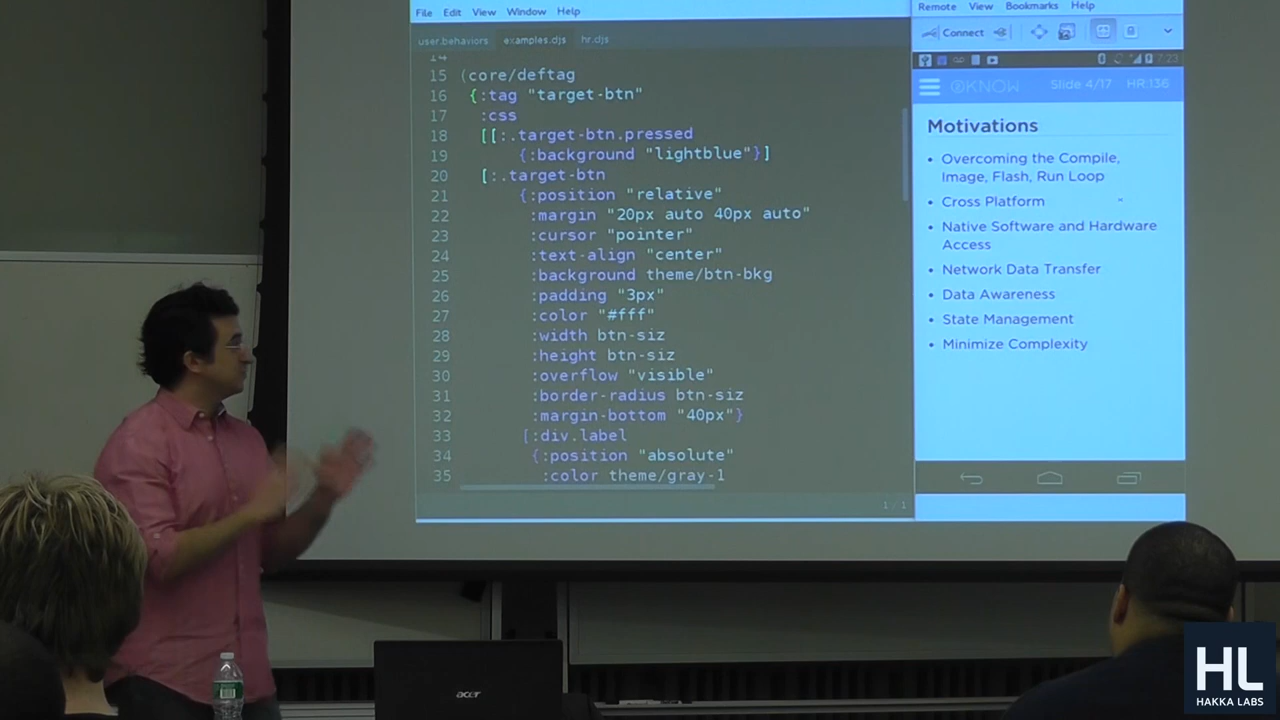 File Edit View Window Help
user.behaviors examples.djs hr.djs
14
15 (core/deftag
16 {:tag "target-btn"
17 :css
18 [[:.target-btn.pressed
19 {:background "lightblue"}]
20 [:.target-btn
21 {:position "relative"
22 :margin "20px auto 40px auto"
23 :cursor "pointer"
24 :text-align "center"
25 :background theme/btn-bkg
26 :padding "3px"
27 :color "#fff"
28 :width btn-siz
29 :height btn-siz
30 :overflow "visible"
31 :border-radius btn-siz
32 :margin-bottom "40px"}
33 [:div.label
34 {:position "absolute"
35 :color theme/gray-1
1 / 1
Remote View Bookmarks Help
Connect
7:23
KNOW Slide 4/17 HR:136
Motivations
• Overcoming the Compile,
Image, Flash, Run Loop
• Cross Platform
• Native Software and Hardware
Access
• Network Data Transfer
• Data Awareness
• State Management
• Minimize Complexity
acer
HL
HAKKA LABS